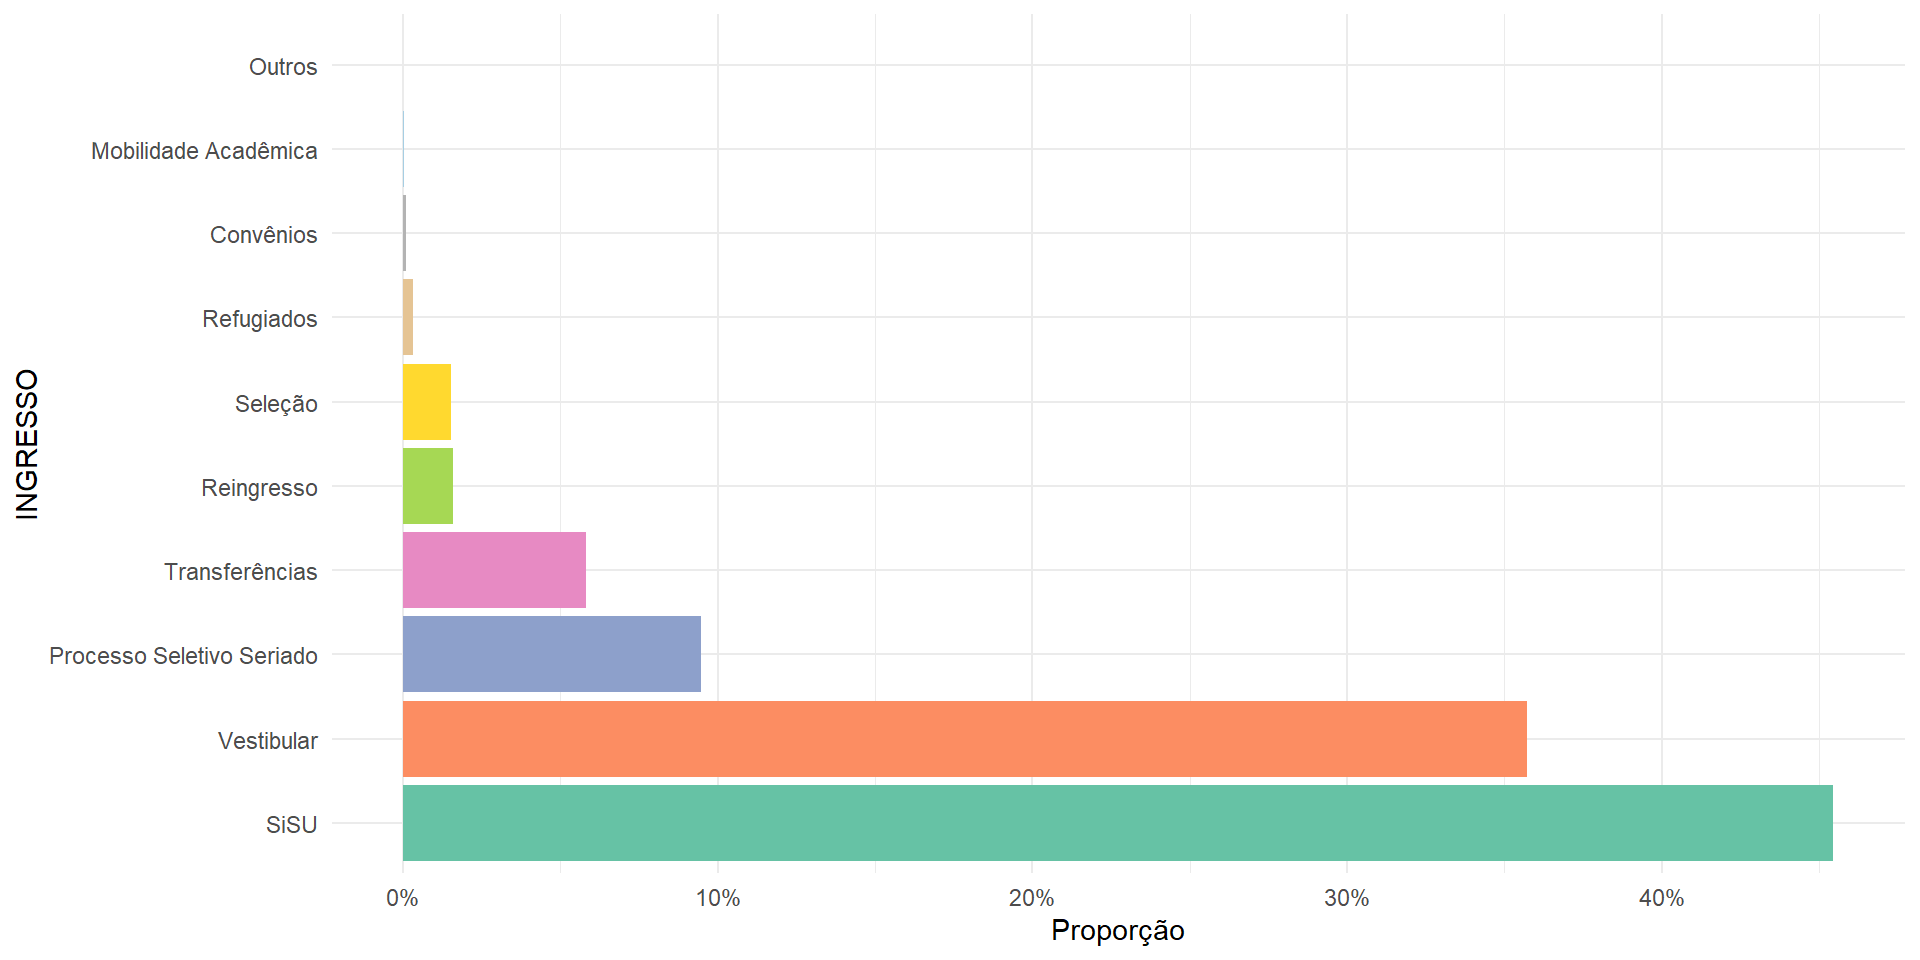 Outros
Mobilidade Acadêmica
Convênios
Refugiados
Seleção
Reingresso
Transferências
Processo Seletivo Seriado
Vestibular
SiSU
INGRESSO
0% 10% 20% 30% 40%
Proporção